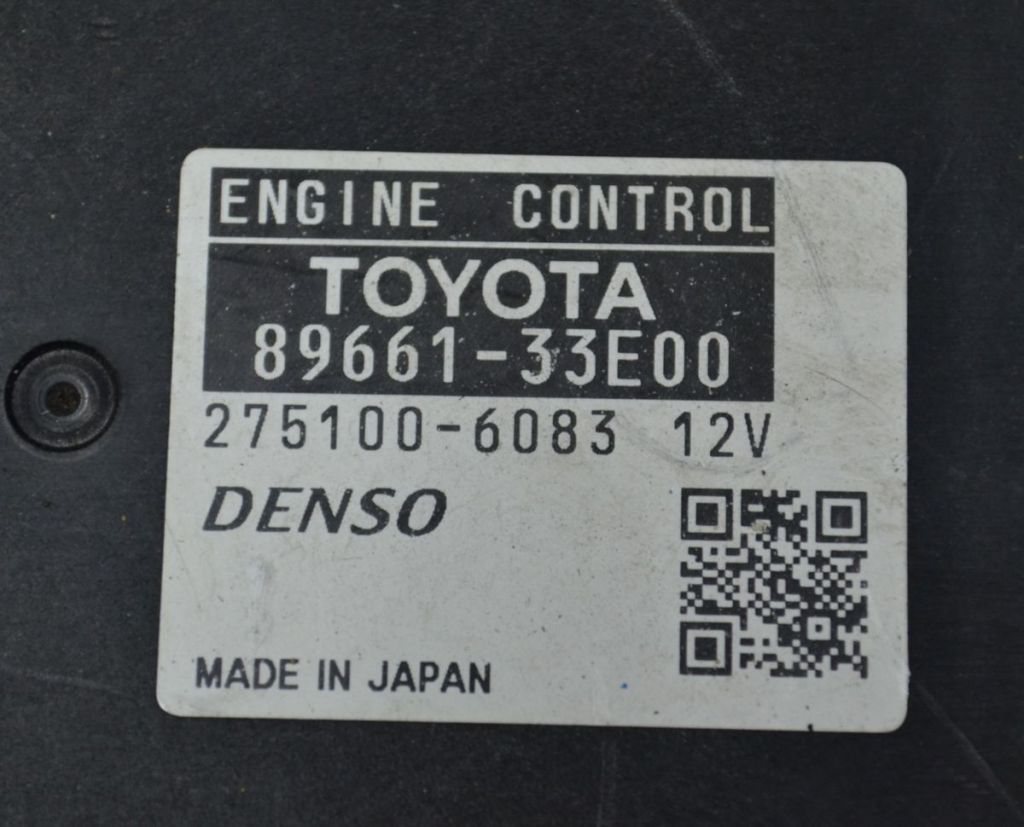 ENGINE CONTROL
TOYOTA
89661-33E00
275100-6083 12V
DENSO
MADE IN JAPAN